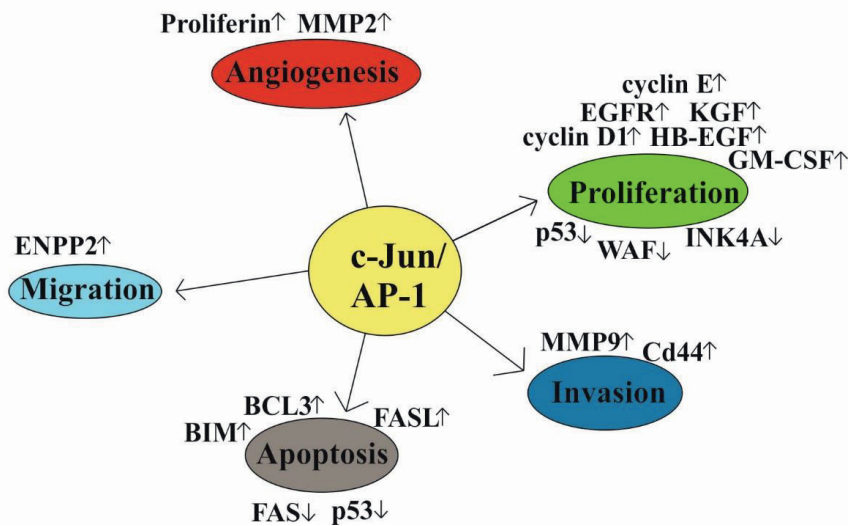 Proliferin↑ MMP2↑
Angiogenesis
cyclin E↑
EGFR↑ KGF↑
cyclin D1↑ HB-EGF↑
GM-CSF↑
Proliferation
p53↓ WAF↓ INK4A↓
ENPP2↑
Migration
c-Jun/
AP-1
MMP9↑ Cd44↑
Invasion
BCL3↑
BIM↑ FASL↑
Apoptosis
FAS↓ p53↓